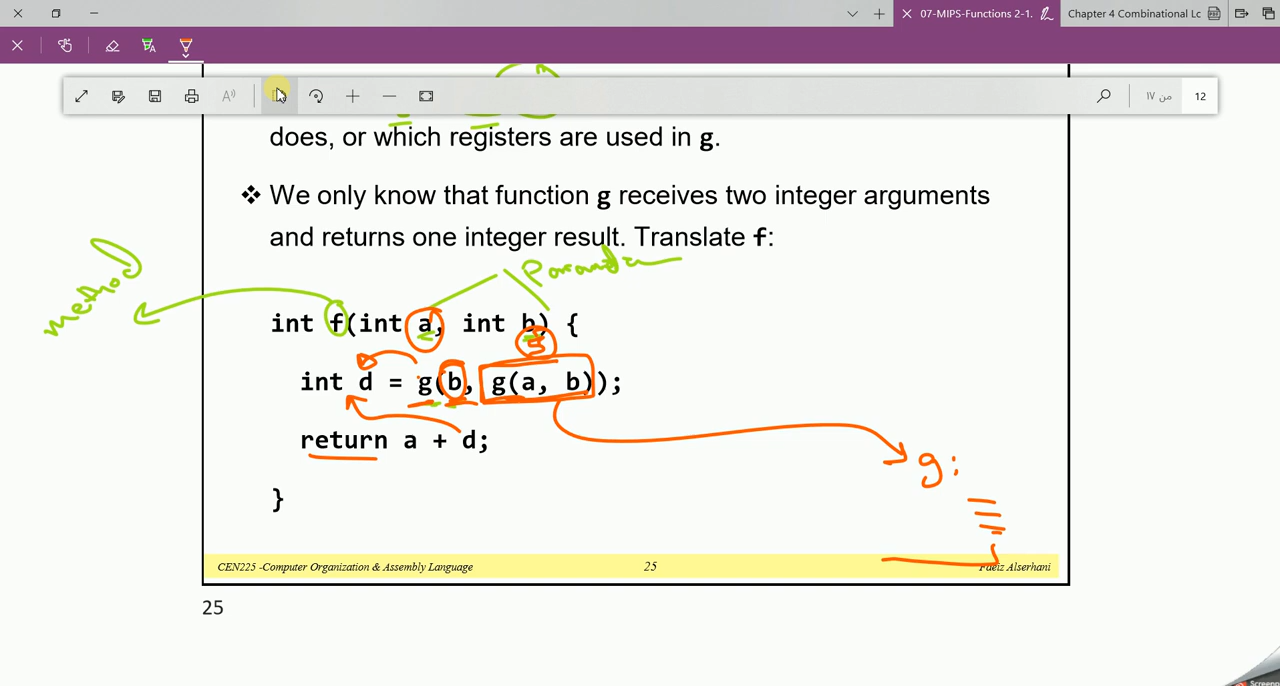 07-MIPS-Functions 2-1.
Chapter 4 Combinational Lc
من ١٧
12
does, or which registers are used in g.
❖ We only know that function g receives two integer arguments
and returns one integer result. Translate f:
method
int f(int a, int b) {
3
int d = g(b, g(a, b));
return a + d;
g:
}
CEN225 -Computer Organization & Assembly Language
25
Faeiz Alserhani
25